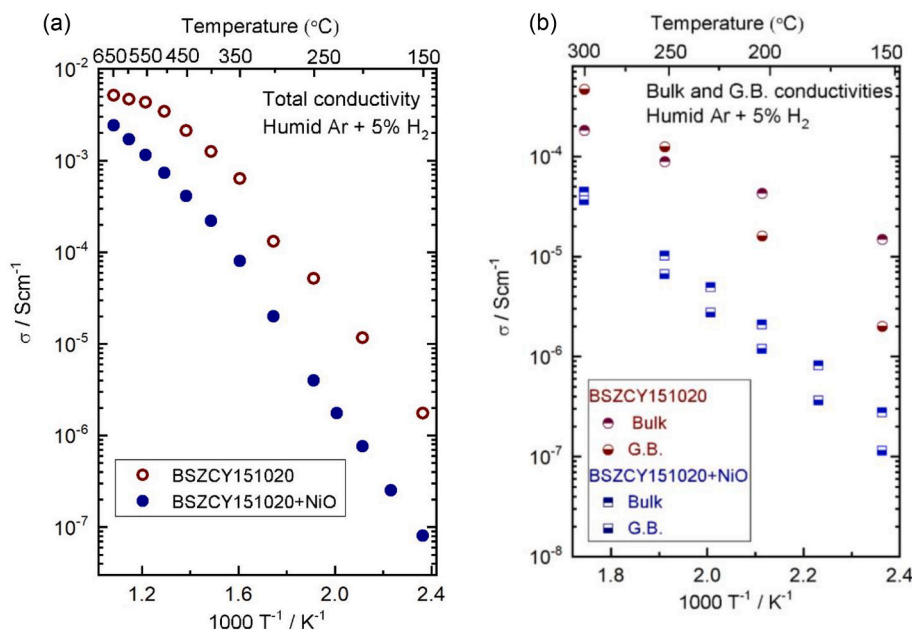 (a)
Temperature (°C)
650 550 450 350 250 150
10⁻²
10⁻³
10⁻⁴
10⁻⁵
10⁻⁶
10⁻⁷
σ / Scm⁻¹
Total conductivity
Humid Ar + 5% H₂
BSZCY151020
BSZCY151020+NiO
1.2 1.6 2.0 2.4
1000 T⁻¹ / K⁻¹
(b)
Temperature (°C)
300 250 200 150
10⁻⁴
10⁻⁵
10⁻⁶
10⁻⁷
10⁻⁸
σ / Scm⁻¹
Bulk and G.B. conductivities
Humid Ar + 5% H₂
BSZCY151020
Bulk
G.B.
BSZCY151020+NiO
Bulk
G.B.
1.8 2.0 2.2 2.4
1000 T⁻¹ / K⁻¹